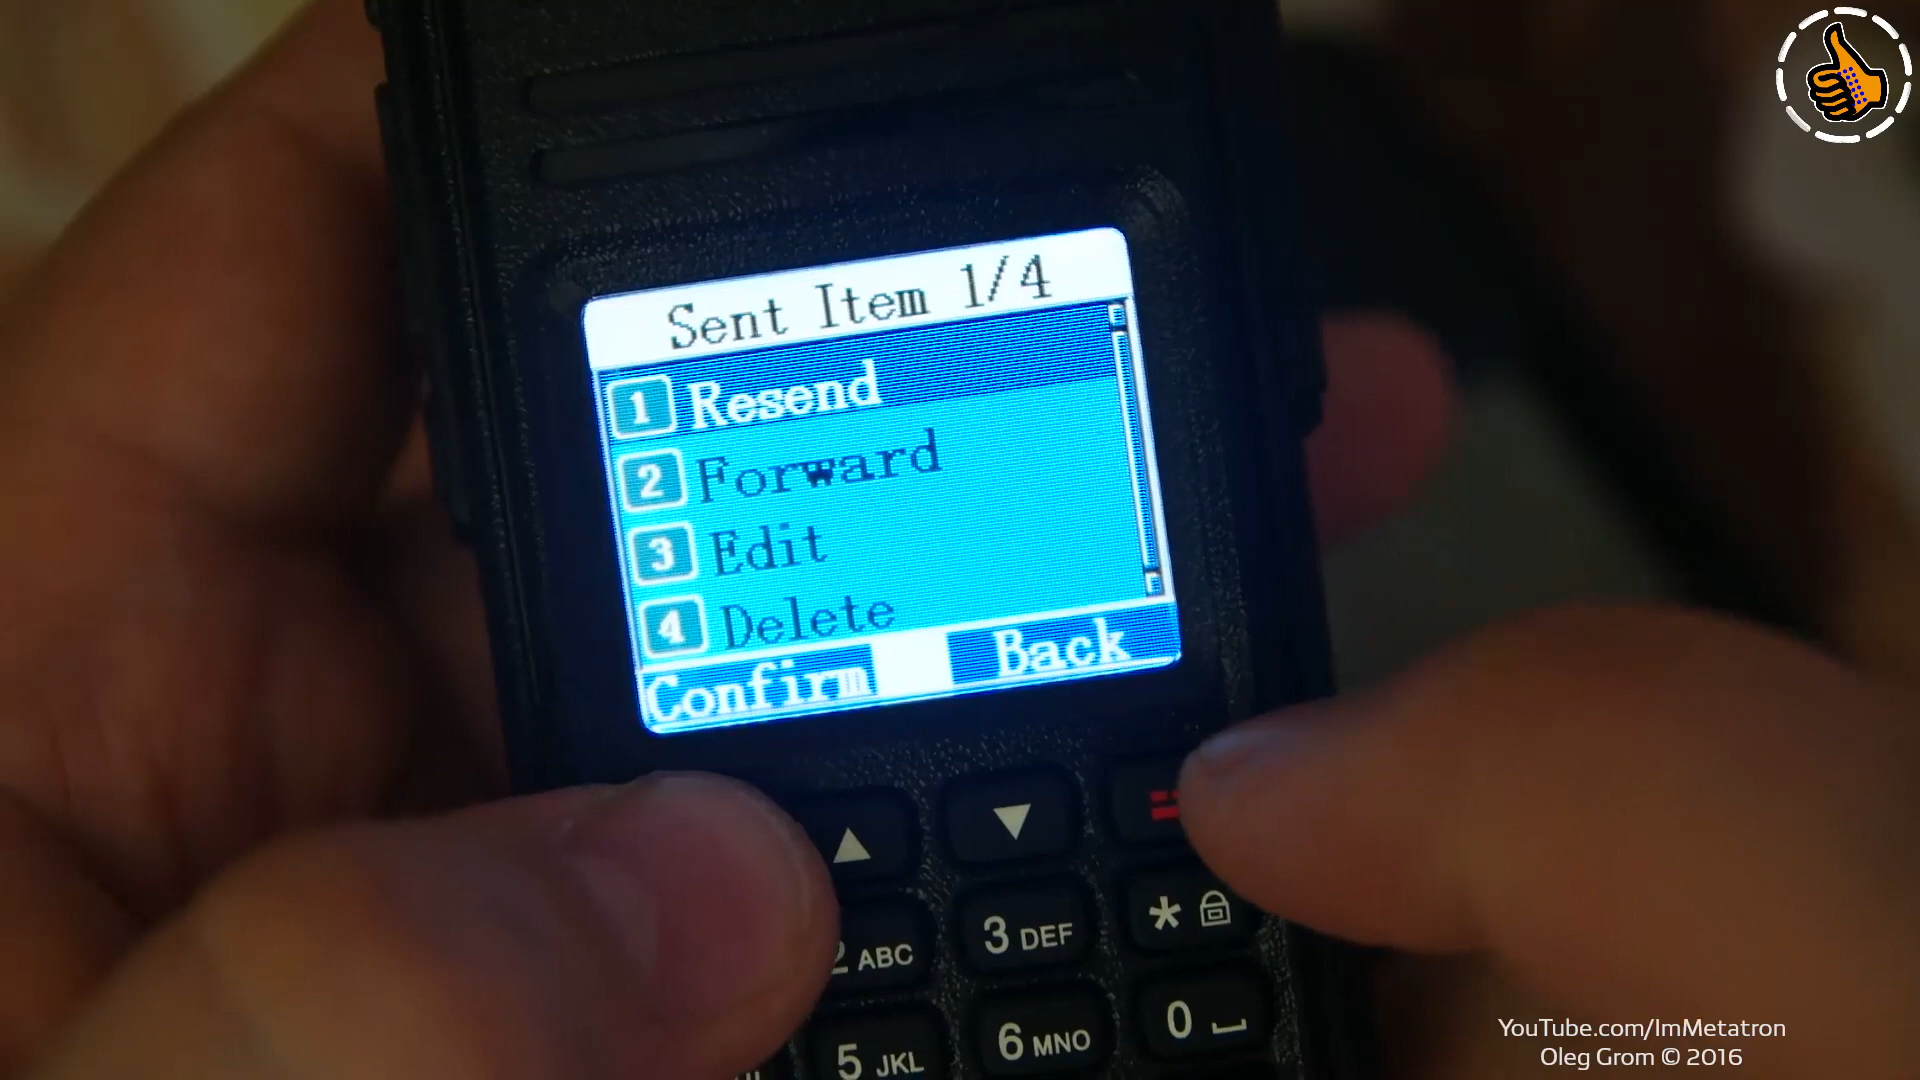 Sent Item 1/4
1 Resend
2 Forward
3 Edit
4 Delete
Confirm Back
2 ABC 3 DEF *
5 JKL 6 MNO 0
YouTube.com/ImMetatron
Oleg Grom © 2016